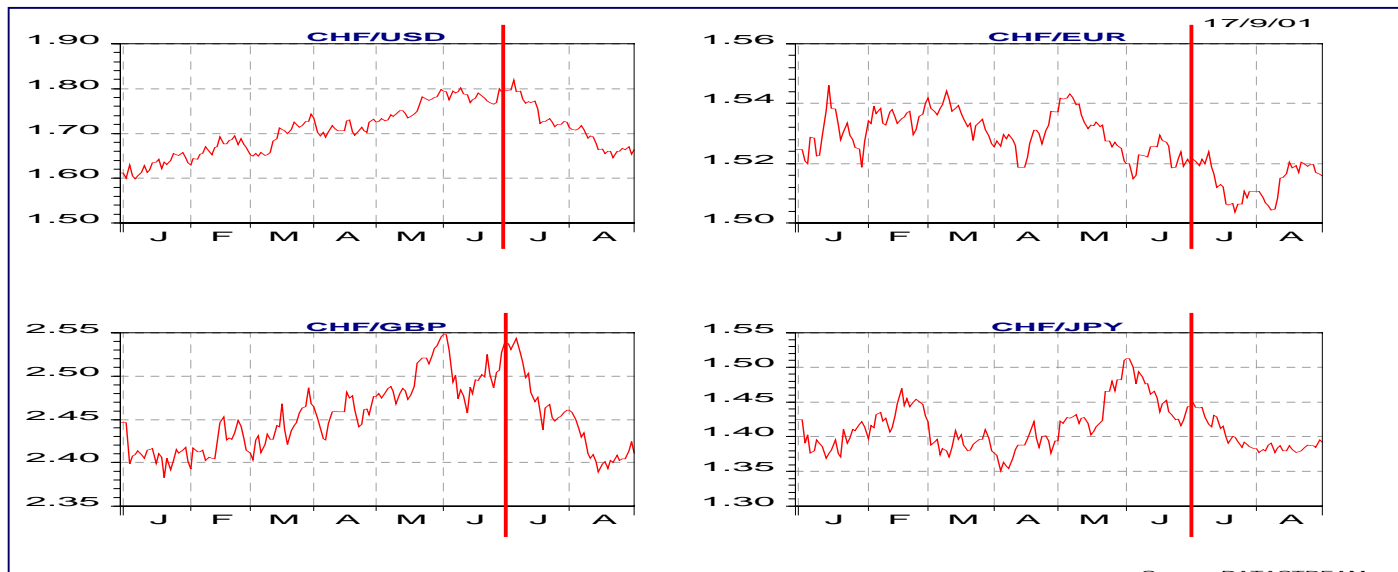 17/9/01
CHF/USD
1.90
1.80
1.70
1.60
1.50
J F M A M J J A
CHF/EUR
1.56
1.54
1.52
1.50
J F M A M J J A
CHF/GBP
2.55
2.50
2.45
2.40
2.35
J F M A M J J A
CHF/JPY
1.55
1.50
1.45
1.40
1.35
1.30
J F M A M J J A